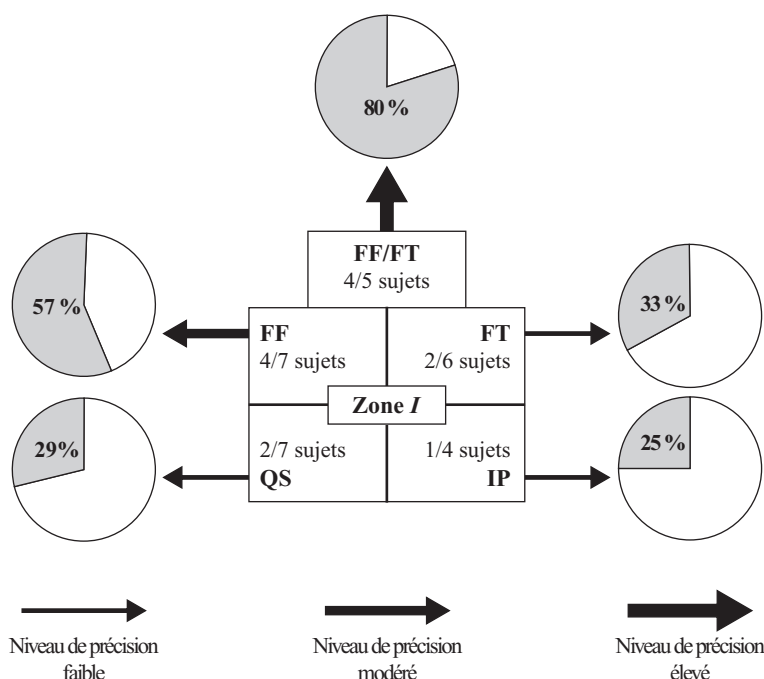 80 %
FF/FT
4/5 sujets
57 %
FF
4/7 sujets
FT
2/6 sujets
33 %
Zone I
29%
2/7 sujets
QS
1/4 sujets
IP
25 %
Niveau de précision
faible
Niveau de précision
modéré
Niveau de précision
élevé